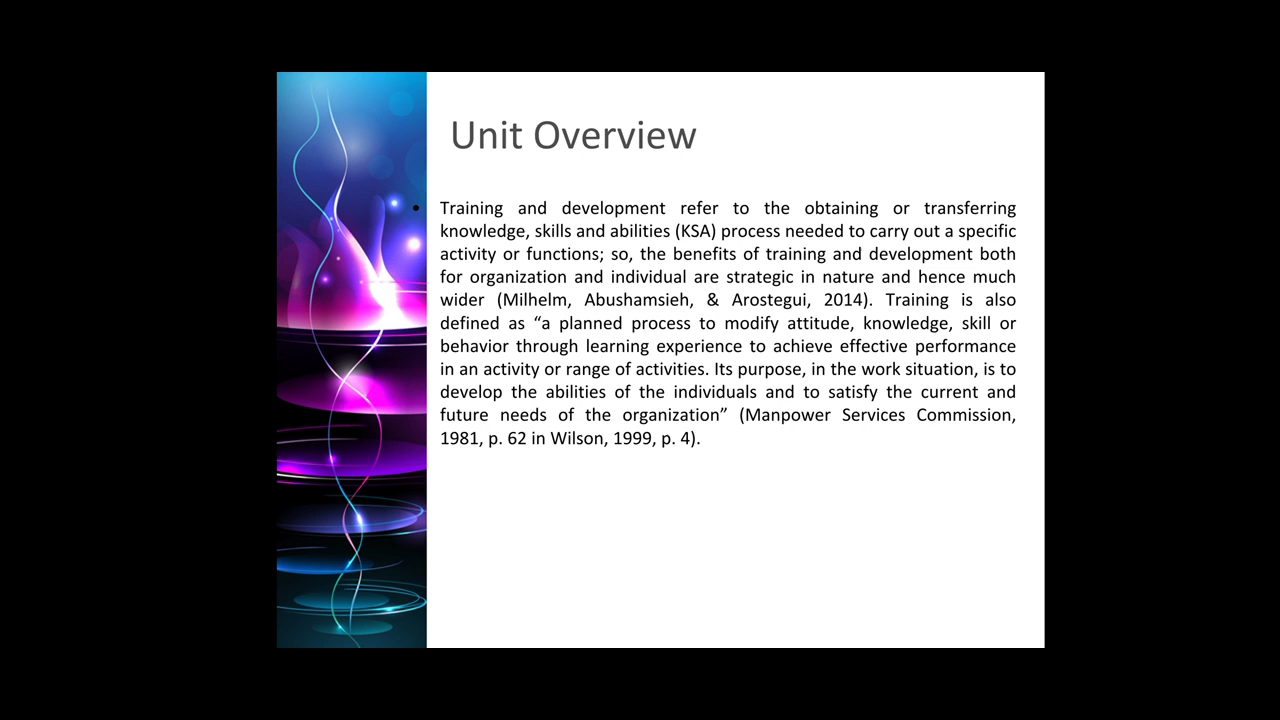 Unit Overview
• Training and development refer to the obtaining or transferring
knowledge, skills and abilities (KSA) process needed to carry out a specific
activity or functions; so, the benefits of training and development both
for organization and individual are strategic in nature and hence much
wider (Milhelm, Abushamsieh, & Arostegui, 2014). Training is also
defined as “a planned process to modify attitude, knowledge, skill or
behavior through learning experience to achieve effective performance
in an activity or range of activities. Its purpose, in the work situation, is to
develop the abilities of the individuals and to satisfy the current and
future needs of the organization” (Manpower Services Commission,
1981, p. 62 in Wilson, 1999, p. 4).